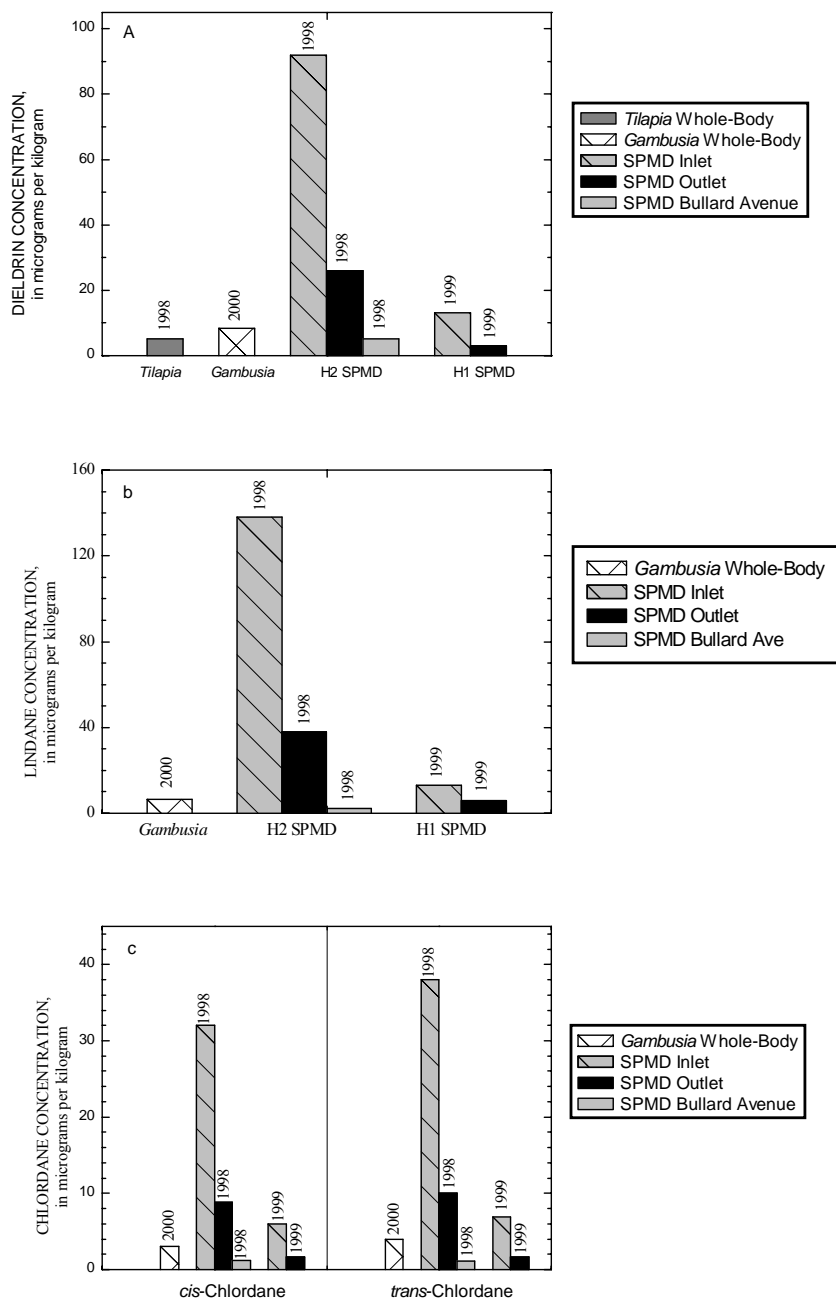 A
DIELDRIN CONCENTRATION,
in micrograms per kilogram
100
80
60
40
20
0
1998
2000
1998
1998
1998
1999
1999
Tilapia
Gambusia
H2 SPMD
H1 SPMD
Tilapia Whole-Body
Gambusia Whole-Body
SPMD Inlet
SPMD Outlet
SPMD Bullard Avenue
b
LINDANE CONCENTRATION,
in micrograms per kilogram
160
120
80
40
0
2000
1998
1998
1998
1999
1999
Gambusia
H2 SPMD
H1 SPMD
Gambusia Whole-Body
SPMD Inlet
SPMD Outlet
SPMD Bullard Ave
c
CHLORDANE CONCENTRATION,
in micrograms per kilogram
40
30
20
10
0
2000
1998
1998
1998
1999
1999
2000
1998
1998
1998
1999
1999
cis-Chlordane
trans-Chlordane
Gambusia Whole-Body
SPMD Inlet
SPMD Outlet
SPMD Bullard Avenue